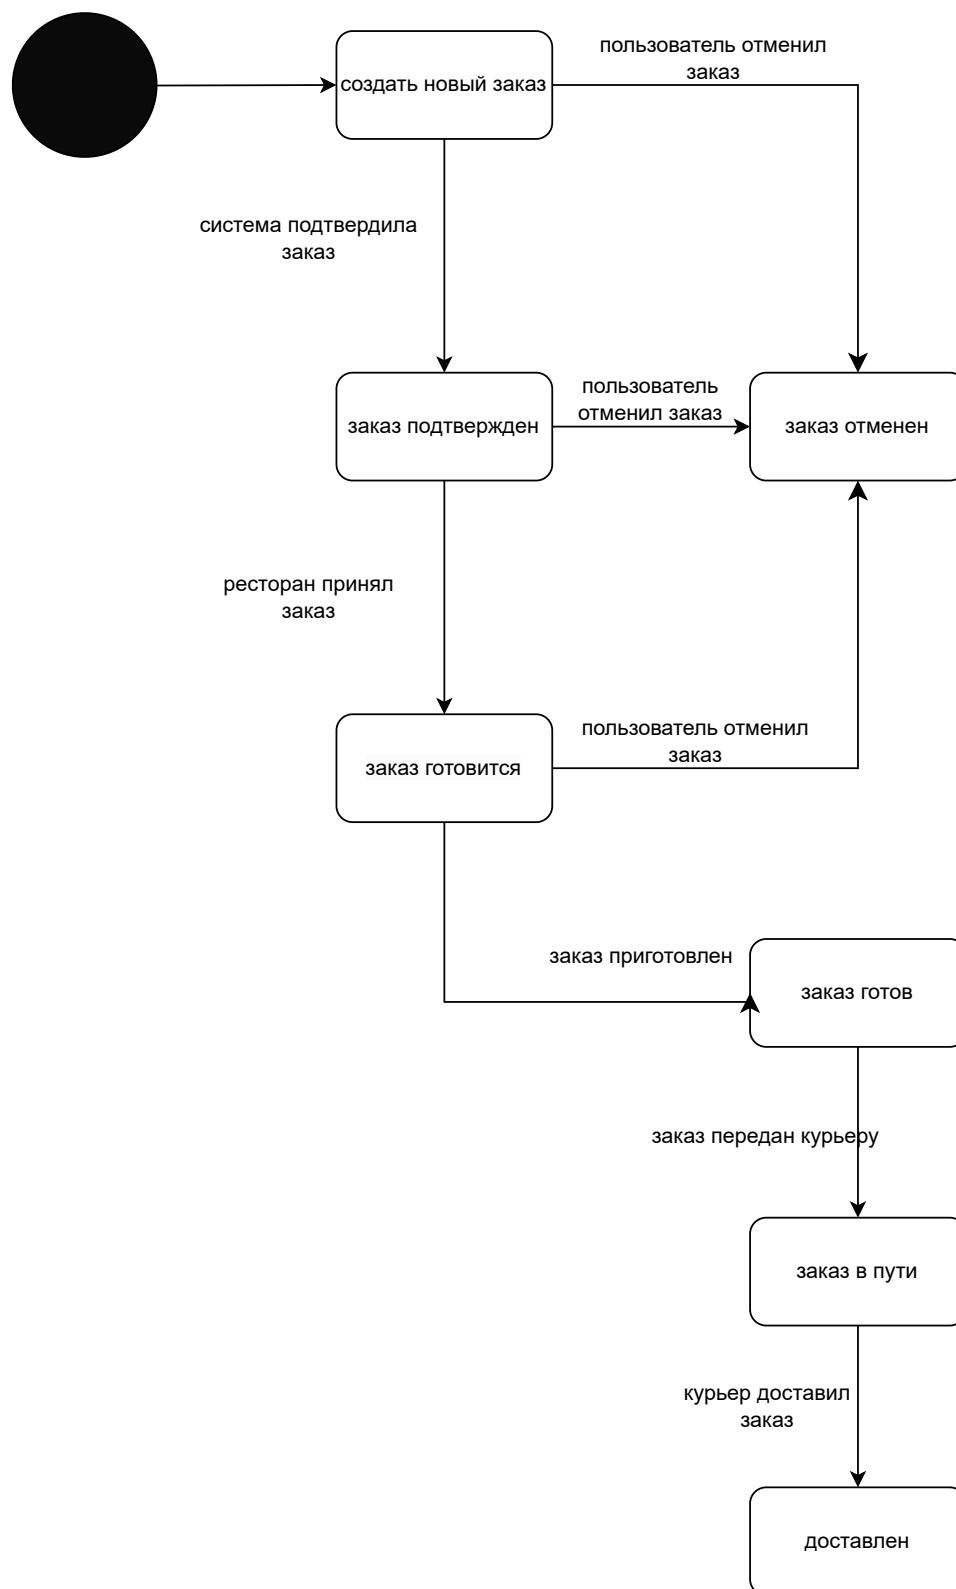 пользователь отменил
заказ
создать новый заказ
система подтвердила
заказ
пользователь
отменил заказ
заказ подтвержден
заказ отменен
ресторан принял
заказ
пользователь отменил
заказ
заказ готовится
заказ приготовлен
заказ готов
заказ передан курьеру
заказ в пути
курьер доставил
заказ
доставлен